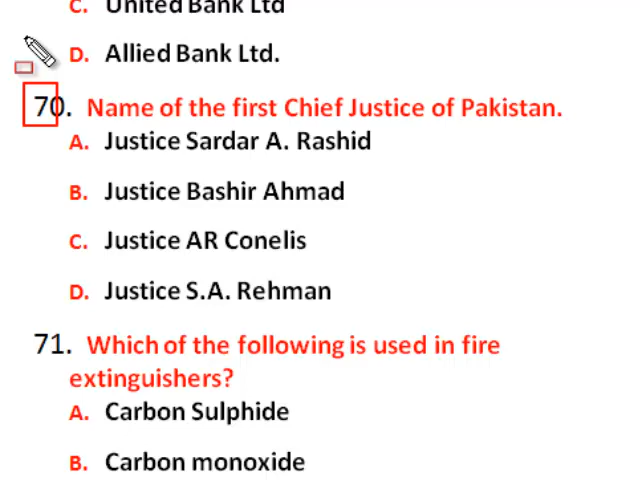 C. United Bank Ltd
D. Allied Bank Ltd.
70. Name of the first Chief Justice of Pakistan.
A. Justice Sardar A. Rashid
B. Justice Bashir Ahmad
C. Justice AR Conelis
D. Justice S.A. Rehman
71. Which of the following is used in fire
extinguishers?
A. Carbon Sulphide
B. Carbon monoxide